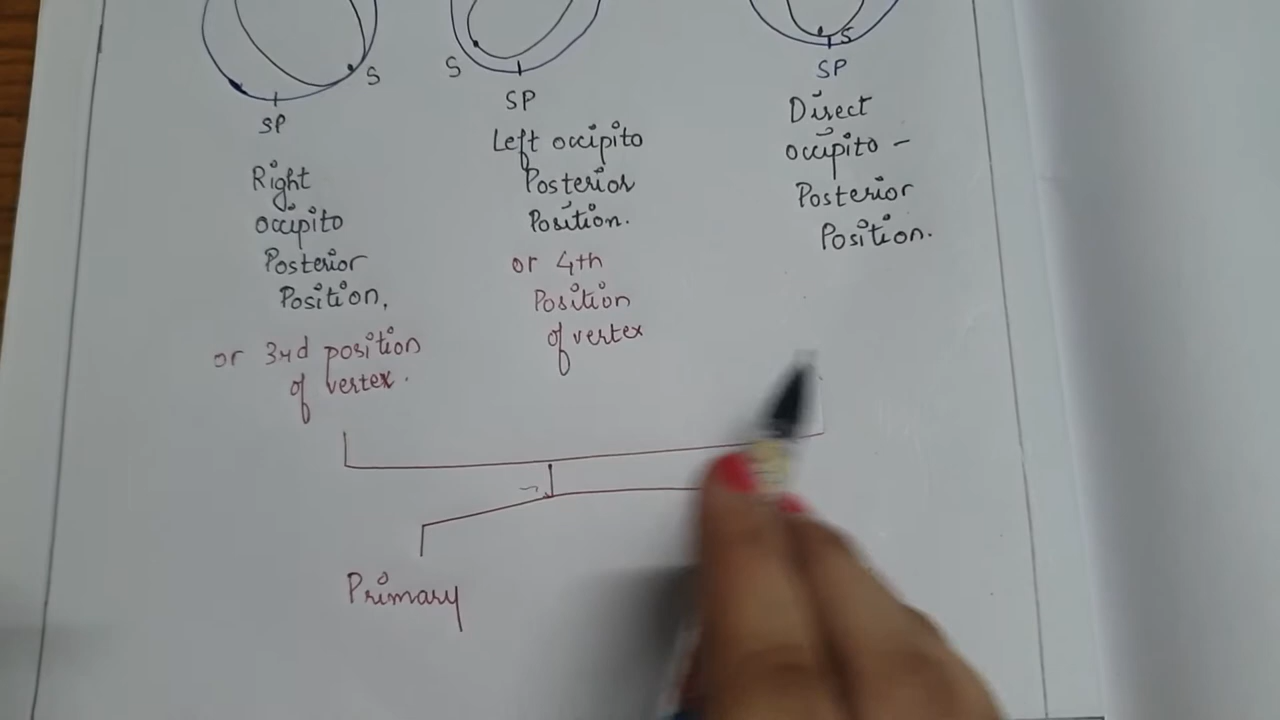 S
SP
Right
occipito
Posterior
Position,
or 3rd position
of vertex.
S
SP
Left occipito
Posterior
Position.
or 4th
Position
of vertex
S
SP
Direct
occipito -
Posterior
Position.
Primary